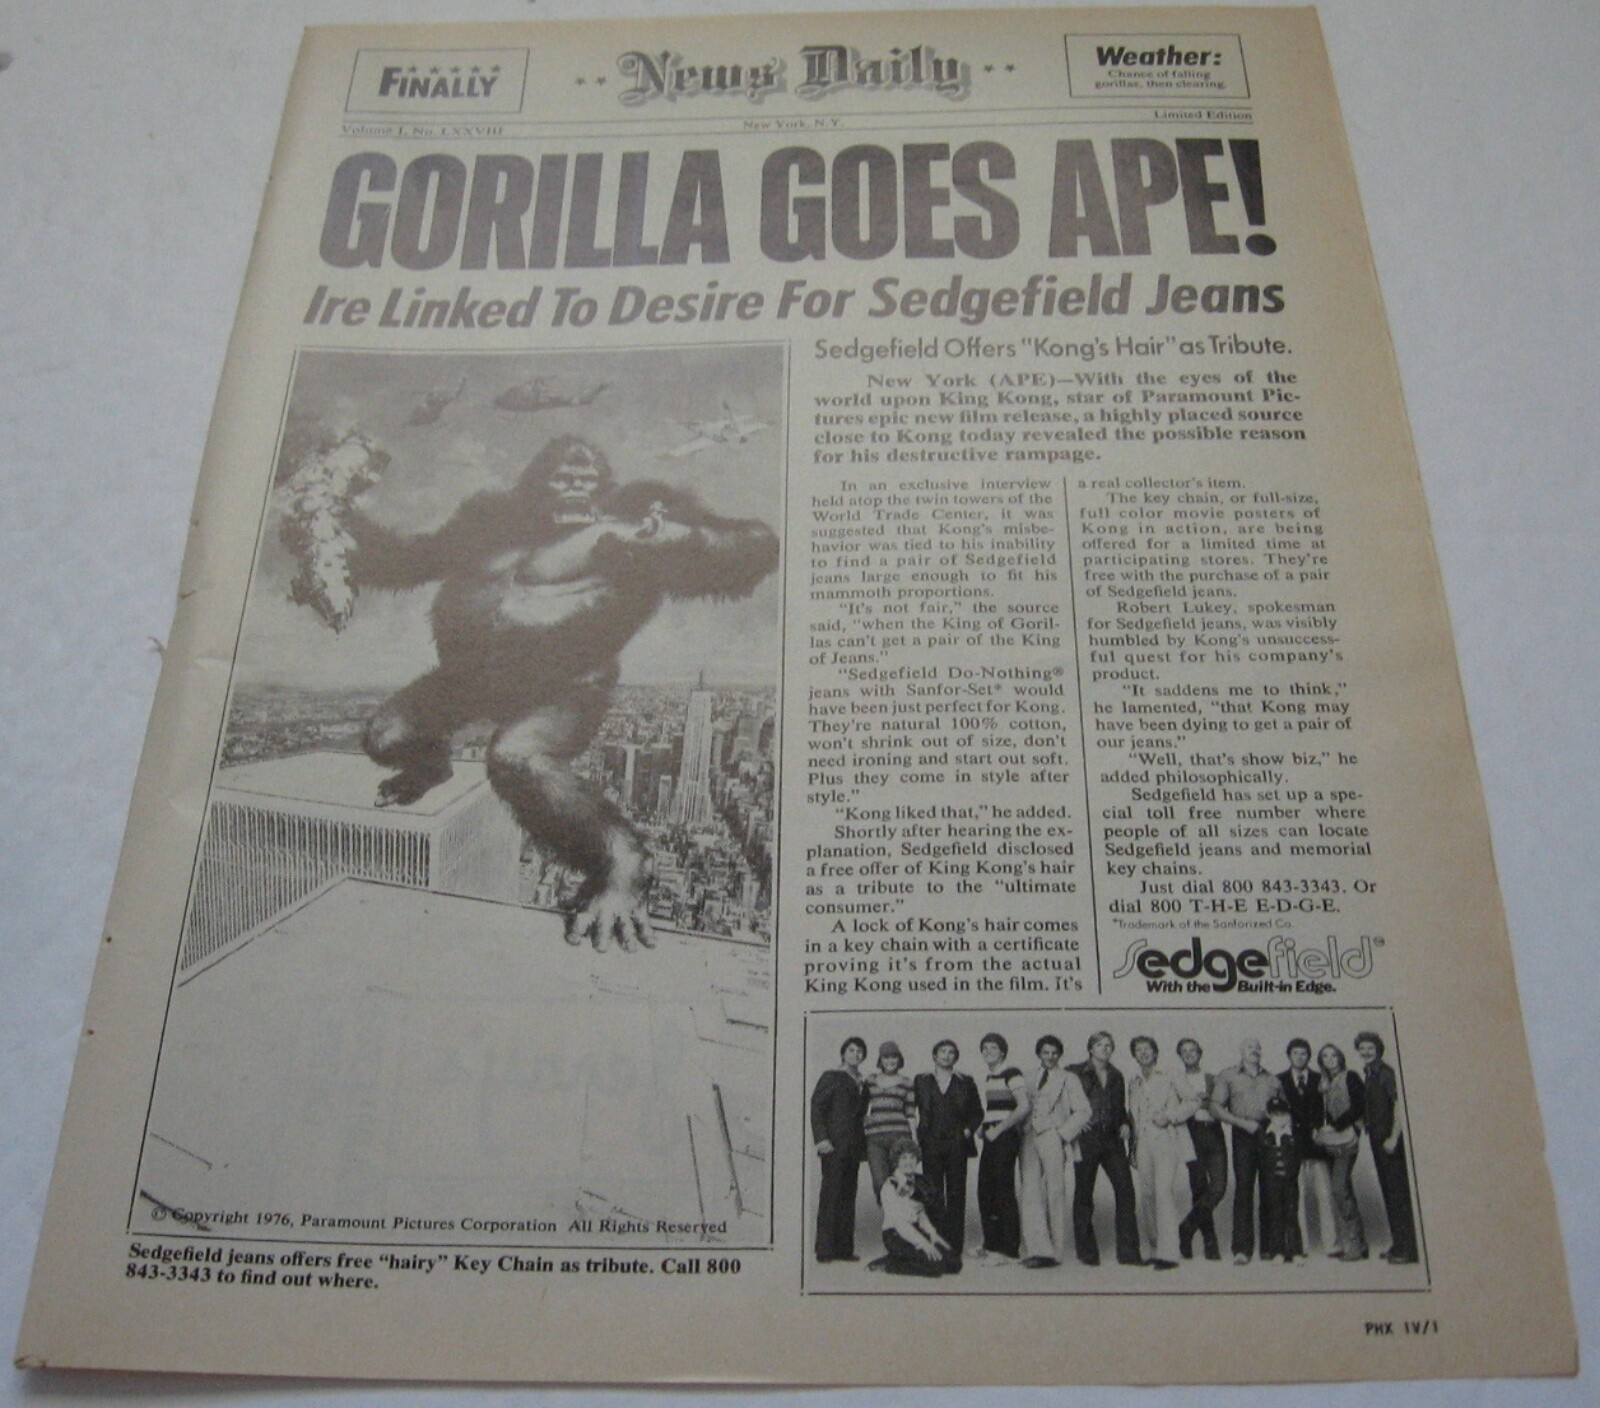 FINALLY
News Daily
Weather:
Chance of falling
gorillas, then clearing.
Volume I, No. LXXVIII
New York, N.Y.
Limited Edition
GORILLA GOES APE!
Ire Linked To Desire For Sedgefield Jeans
Sedgefield Offers "Kong's Hair" as Tribute.
New York (APE)—With the eyes of the
world upon King Kong, star of Paramount Pic-
tures epic new film release, a highly placed source
close to Kong today revealed the possible reason
for his destructive rampage.
In an exclusive interview
held atop the twin towers of the
World Trade Center, it was
suggested that Kong's misbe-
havior was tied to his inability
to find a pair of Sedgefield
jeans large enough to fit his
mammoth proportions.
"It's not fair," the source
said, "when the King of Goril-
las can't get a pair of the King
of Jeans."
"Sedgefield Do-Nothing®
jeans with Sanfor-Set* would
have been just perfect for Kong.
They're natural 100% cotton,
won't shrink out of size, don't
need ironing and start out soft.
Plus they come in style after
style."
"Kong liked that," he added.
Shortly after hearing the ex-
planation, Sedgefield disclosed
a free offer of King Kong's hair
as a tribute to the "ultimate
consumer."
A lock of Kong's hair comes
in a key chain with a certificate
proving it's from the actual
King Kong used in the film. It's
a real collector's item.
The key chain, or full-size,
full color movie posters of
Kong in action, are being
offered for a limited time at
participating stores. They're
free with the purchase of a pair
of Sedgefield jeans.
Robert Lukey, spokesman
for Sedgefield jeans, was visibly
humbled by Kong's unsuccess-
ful quest for his company's
product.
"It saddens me to think,"
he lamented, "that Kong may
have been dying to get a pair of
our jeans."
"Well, that's show biz," he
added philosophically.
Sedgefield has set up a spe-
cial toll free number where
people of all sizes can locate
Sedgefield jeans and memorial
key chains.
Just dial 800 843-3343. Or
dial 800 T-H-E E-D-G-E.
*Trademark of the Sanforized Co.
Sedgefield®
With the Built-in Edge.
© Copyright 1976, Paramount Pictures Corporation All Rights Reserved
Sedgefield jeans offers free "hairy" Key Chain as tribute. Call 800
843-3343 to find out where.
PHX IV/1